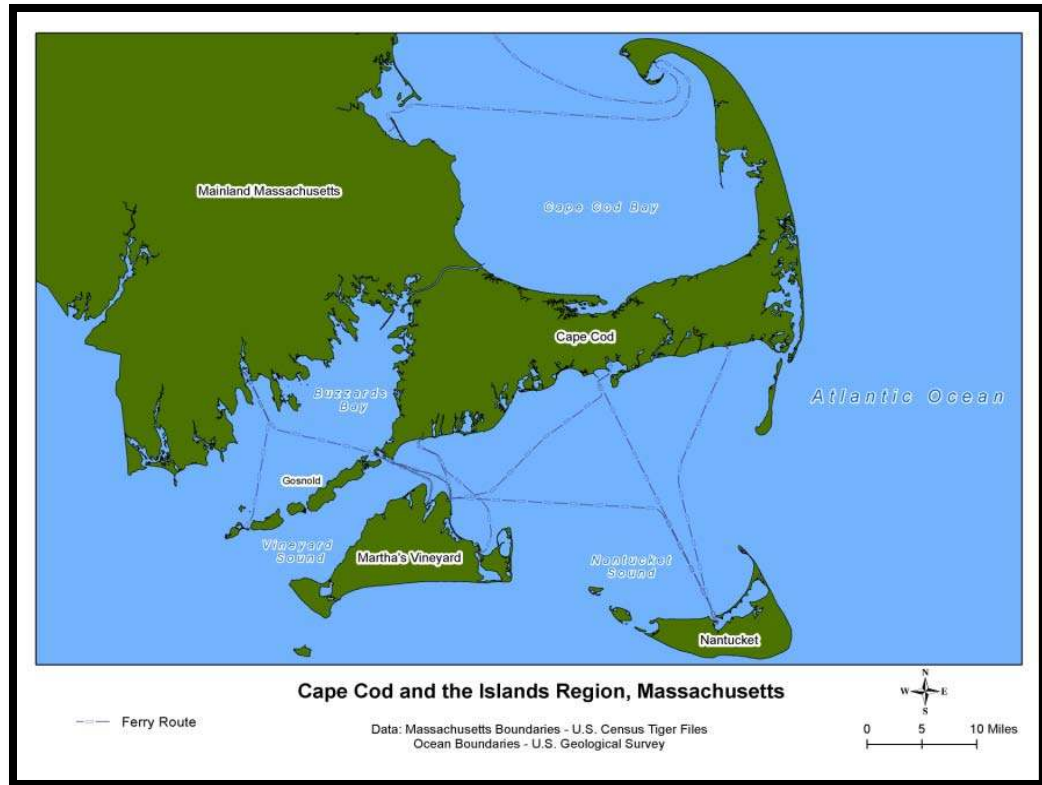 Mainland Massachusetts
Cape Cod Bay
Cape Cod
Buzzards
Bay
Atlantic Ocean
Gosnold
Vineyard
Sound
Martha's Vineyard
Nantucket
Sound
Nantucket
Cape Cod and the Islands Region, Massachusetts
Ferry Route
Data: Massachusetts Boundaries - U.S. Census Tiger Files
Ocean Boundaries - U.S. Geological Survey
N
W E
S
0 5 10 Miles